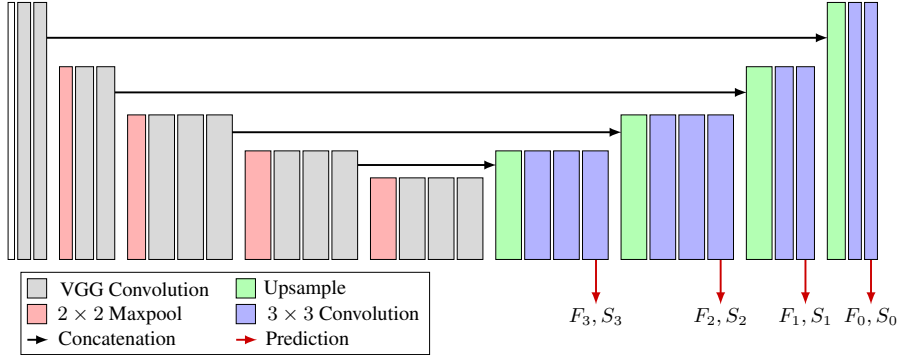 VGG Convolution Upsample
2 × 2 Maxpool 3 × 3 Convolution
Concatenation Prediction
F₃, S₃ F₂, S₂ F₁, S₁ F₀, S₀